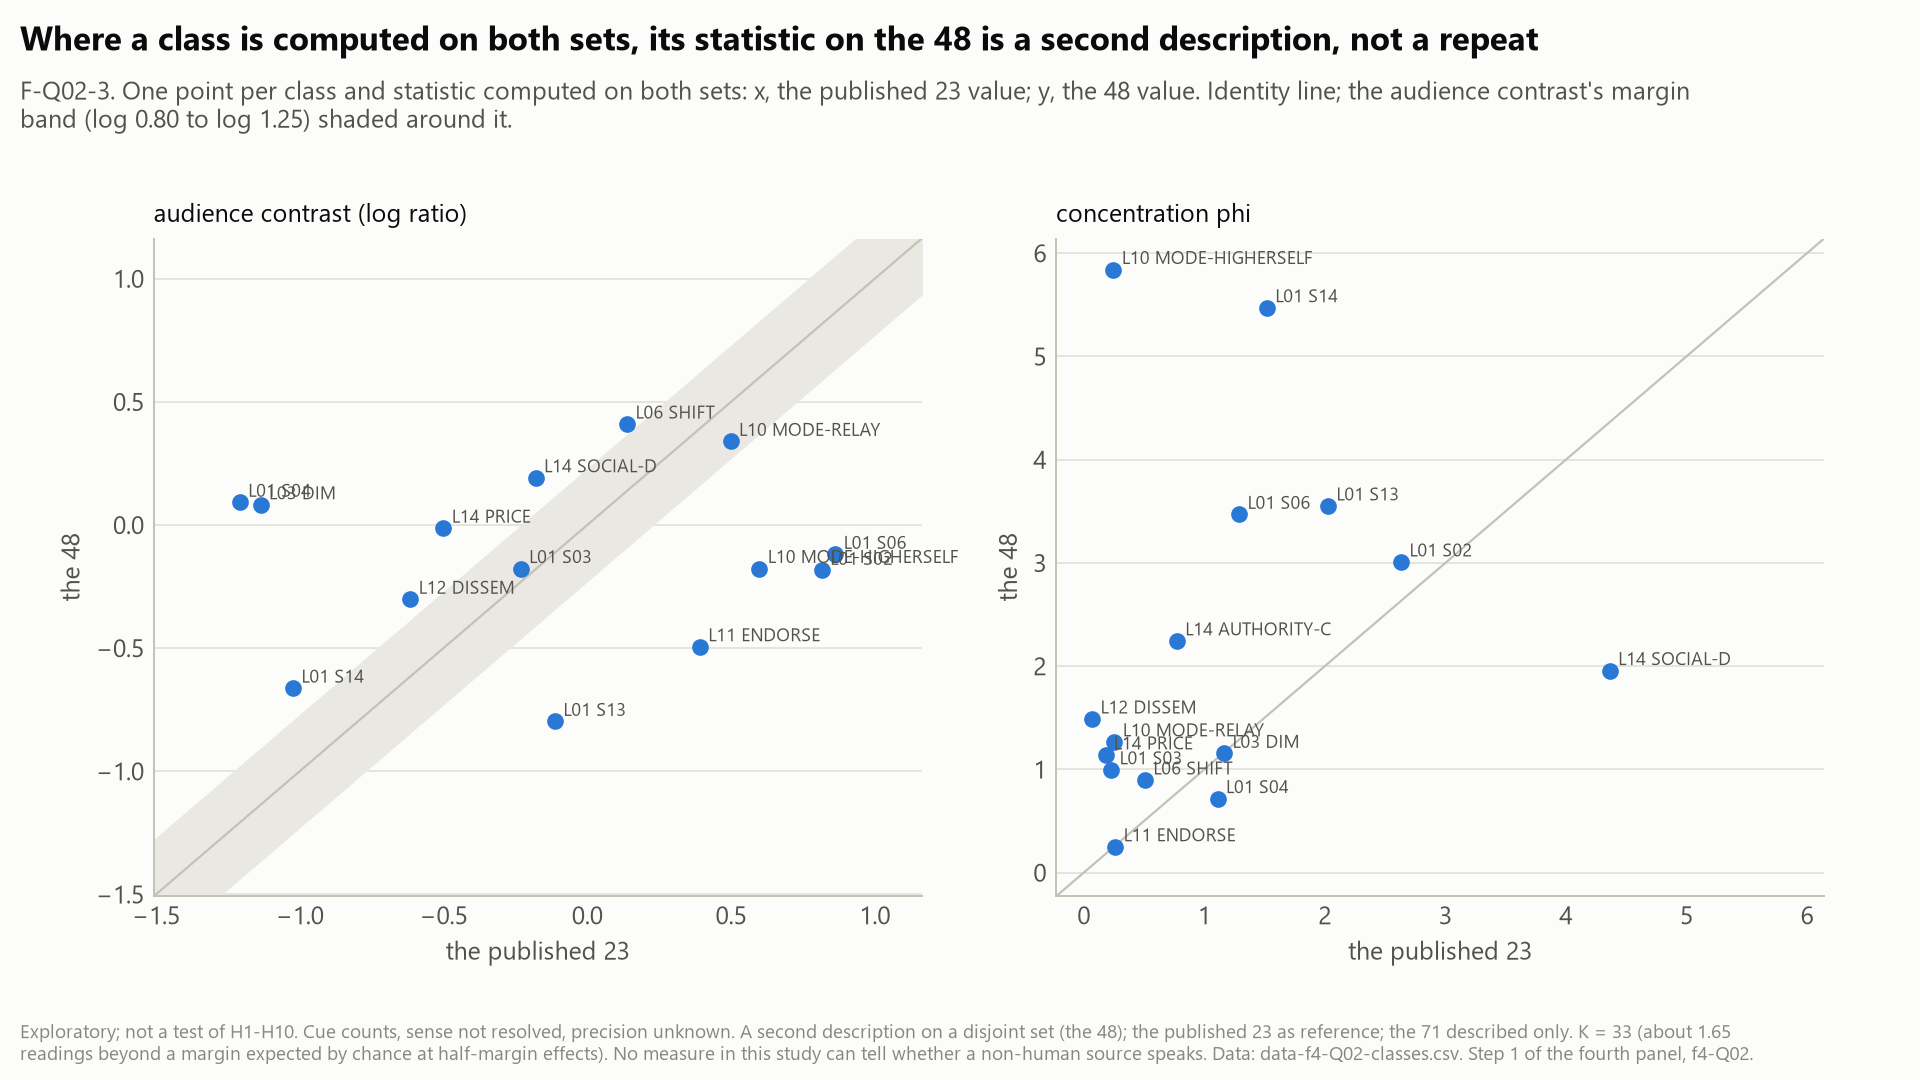 Where a class is computed on both sets, its statistic on the 48 is a second description, not a repeat
F-Q02-3. One point per class and statistic computed on both sets: x, the published 23 value; y, the 48 value. Identity line; the audience contrast's margin
band (log 0.80 to log 1.25) shaded around it.
audience contrast (log ratio)
1.0
0.5
0.0
−0.5
−1.0
−1.5
the 48
L06 SHIFT
L10 MODE-RELAY
L14 SOCIAL-D
L01 S04
L03 DIM
L14 PRICE
L01 S06
L01 S03
L10 MODE-HIGHERSELF
L01 S02
L12 DISSEM
L11 ENDORSE
L01 S14
L01 S13
−1.5
−1.0
−0.5
0.0
0.5
1.0
the published 23
concentration phi
6
5
4
3
2
1
0
the 48
L10 MODE-HIGHERSELF
L01 S14
L01 S06
L01 S13
L01 S02
L14 AUTHORITY-C
L14 SOCIAL-D
L12 DISSEM
L10 MODE-RELAY
L14 PRICE
L03 DIM
L01 S03
L06 SHIFT
L01 S04
L11 ENDORSE
0
1
2
3
4
5
6
the published 23
Exploratory; not a test of H1-H10. Cue counts, sense not resolved, precision unknown. A second description on a disjoint set (the 48); the published 23 as reference; the 71 described only. K = 33 (about 1.65
readings beyond a margin expected by chance at half-margin effects). No measure in this study can tell whether a non-human source speaks. Data: data-f4-Q02-classes.csv. Step 1 of the fourth panel, f4-Q02.